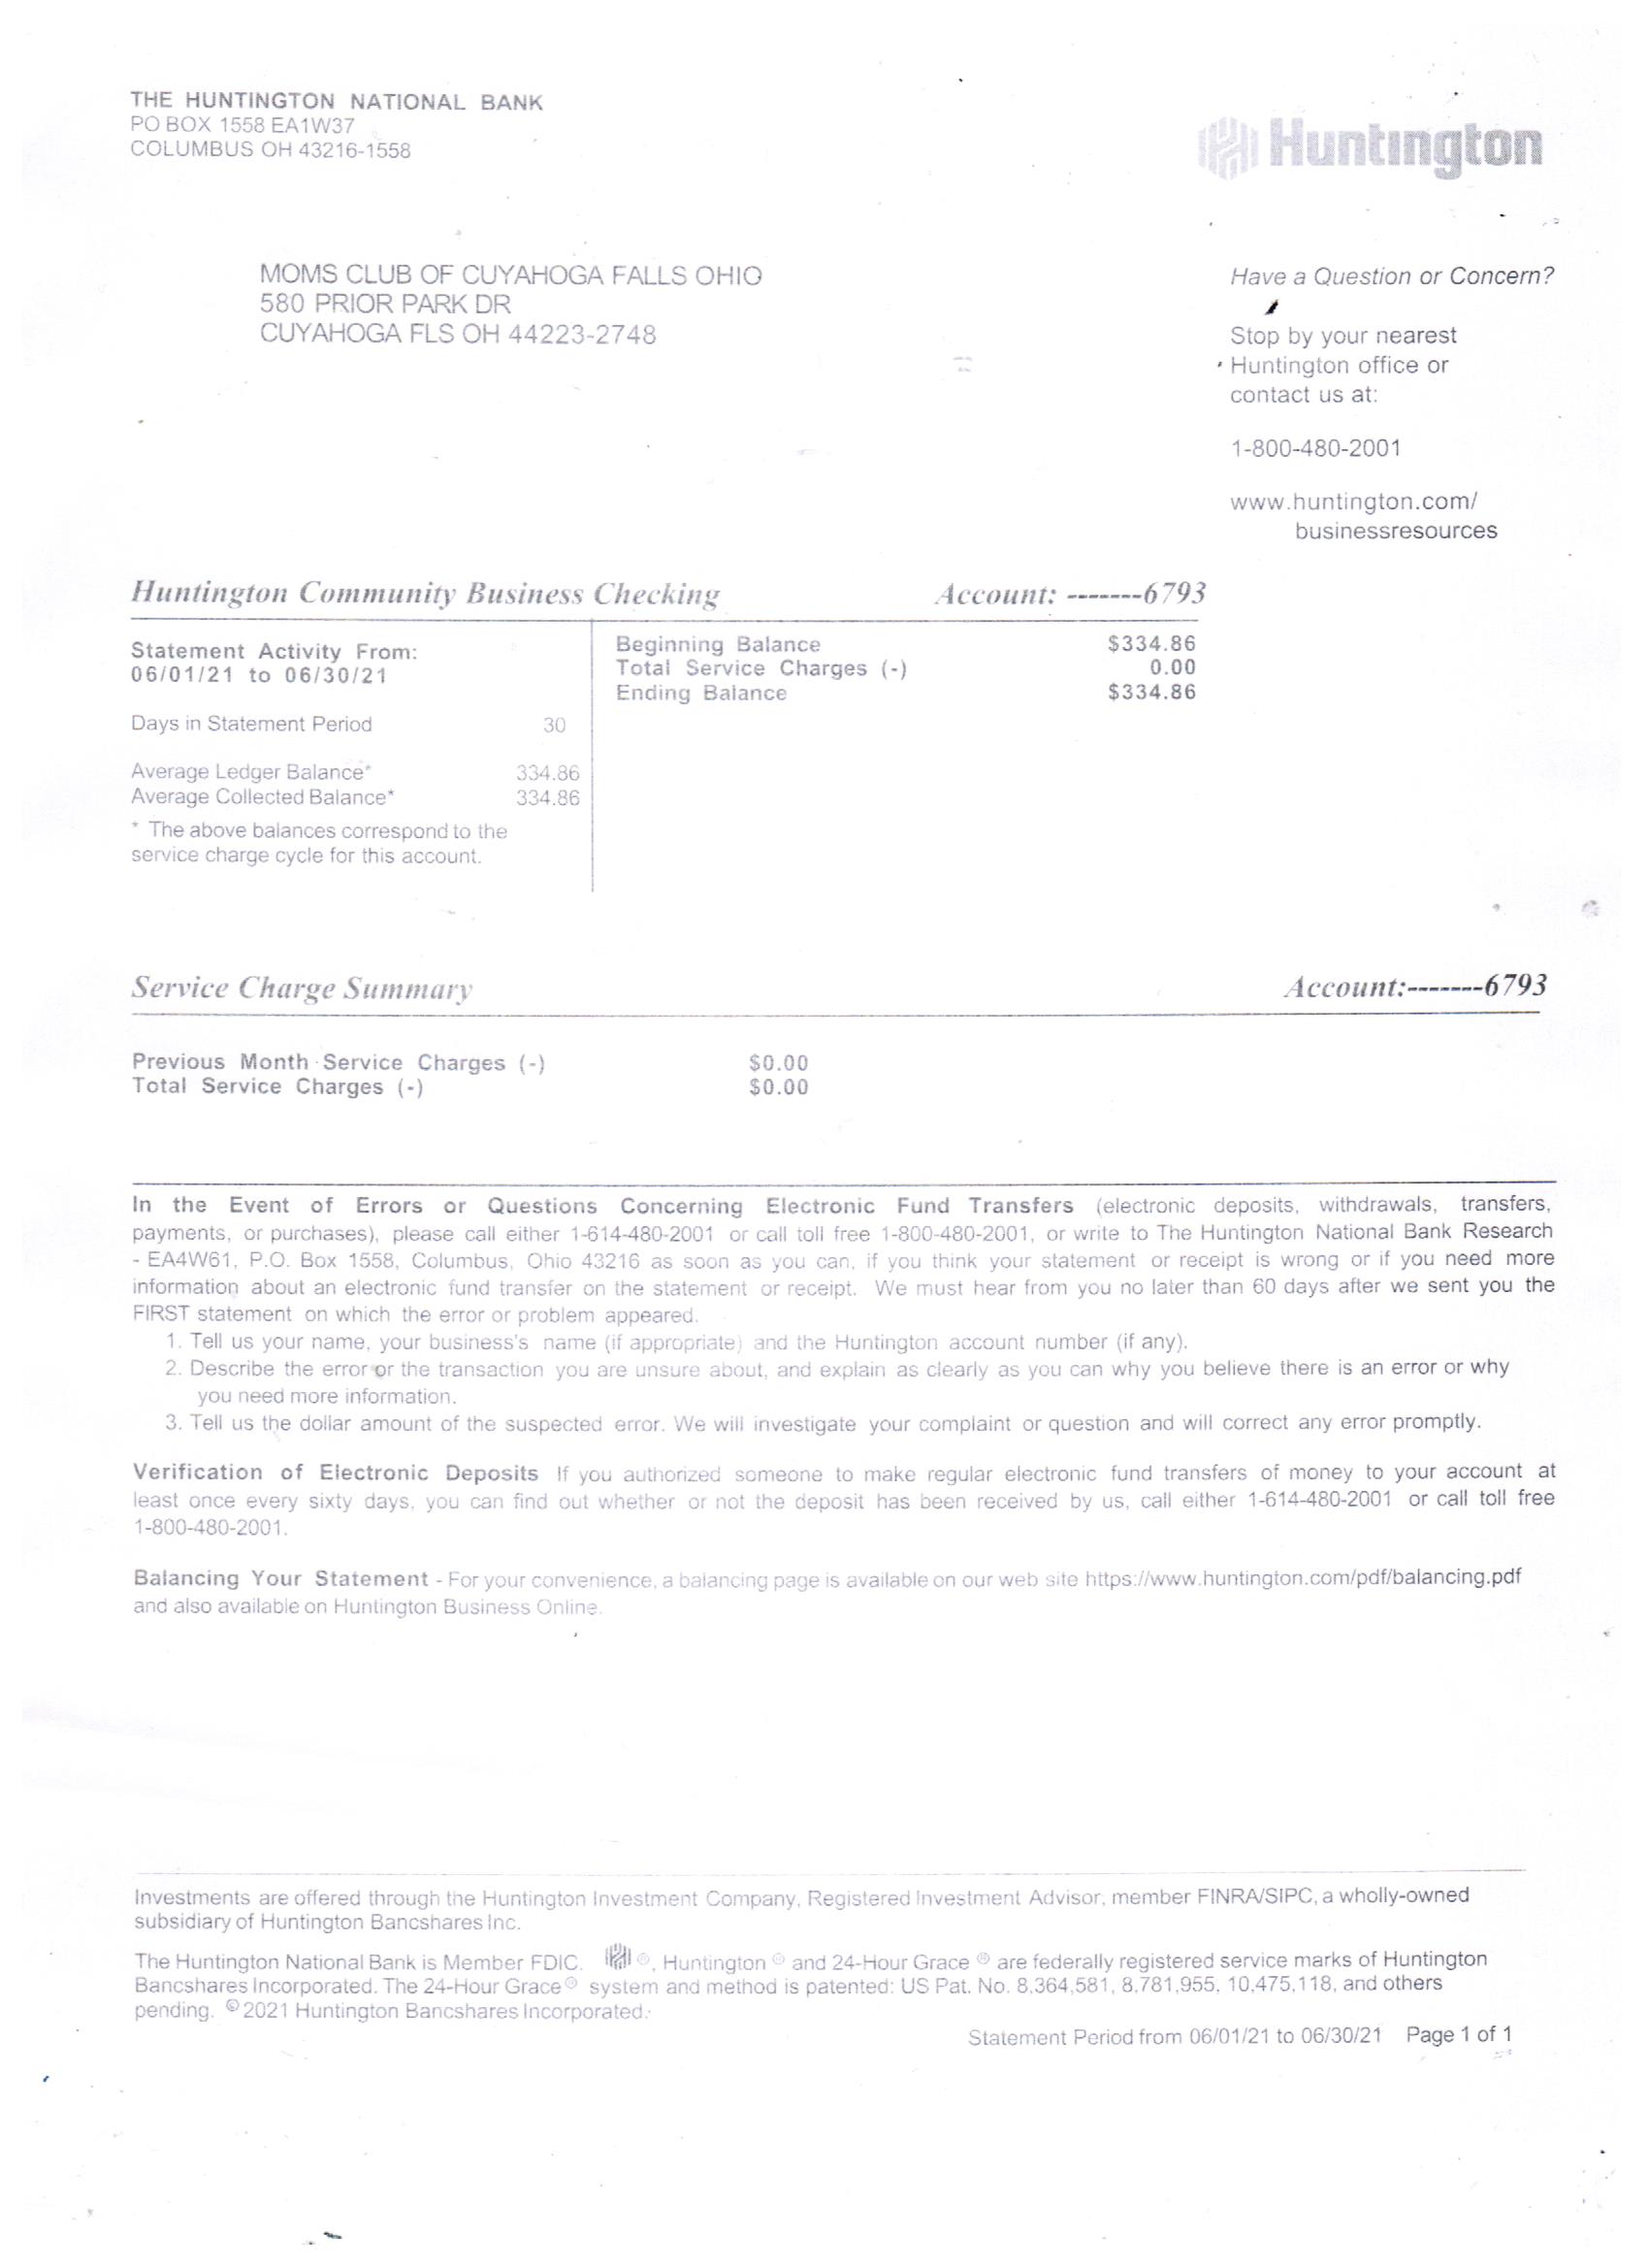 THE HUNTINGTON NATIONAL BANK
PO BOX 1558 EA1W37
COLUMBUS OH 43216-1558
Huntington
MOMS CLUB OF CUYAHOGA FALLS OHIO
580 PRIOR PARK DR
CUYAHOGA FLS OH 44223-2748
Have a Question or Concern?
Stop by your nearest
Huntington office or
contact us at:
1-800-480-2001
www.huntington.com/
businessresources
Huntington Community Business Checking Account: -------6793
Statement Activity From:
06/01/21 to 06/30/21
Days in Statement Period 30
Average Ledger Balance* 334.86
Average Collected Balance* 334.86
* The above balances correspond to the
service charge cycle for this account.
Beginning Balance $334.86
Total Service Charges (-) 0.00
Ending Balance $334.86
Service Charge Summary Account:-------6793
Previous Month Service Charges (-) $0.00
Total Service Charges (-) $0.00
In the Event of Errors or Questions Concerning Electronic Fund Transfers (electronic deposits, withdrawals, transfers,
payments, or purchases), please call either 1-614-480-2001 or call toll free 1-800-480-2001, or write to The Huntington National Bank Research
- EA4W61, P.O. Box 1558, Columbus, Ohio 43216 as soon as you can, if you think your statement or receipt is wrong or if you need more
information about an electronic fund transfer on the statement or receipt. We must hear from you no later than 60 days after we sent you the
FIRST statement on which the error or problem appeared.
1. Tell us your name, your business's name (if appropriate) and the Huntington account number (if any).
2. Describe the error or the transaction you are unsure about, and explain as clearly as you can why you believe there is an error or why
you need more information.
3. Tell us the dollar amount of the suspected error. We will investigate your complaint or question and will correct any error promptly.
Verification of Electronic Deposits If you authorized someone to make regular electronic fund transfers of money to your account at
least once every sixty days, you can find out whether or not the deposit has been received by us, call either 1-614-480-2001 or call toll free
1-800-480-2001.
Balancing Your Statement - For your convenience, a balancing page is available on our web site https://www.huntington.com/pdf/balancing.pdf
and also available on Huntington Business Online.
Investments are offered through the Huntington Investment Company, Registered Investment Advisor, member FINRA/SIPC, a wholly-owned
subsidiary of Huntington Bancshares Inc.
The Huntington National Bank is Member FDIC. ®, Huntington ® and 24-Hour Grace ® are federally registered service marks of Huntington
Bancshares Incorporated. The 24-Hour Grace® system and method is patented: US Pat. No. 8,364,581, 8,781,955, 10,475,118, and others
pending. ©2021 Huntington Bancshares Incorporated.
Statement Period from 06/01/21 to 06/30/21 Page 1 of 1